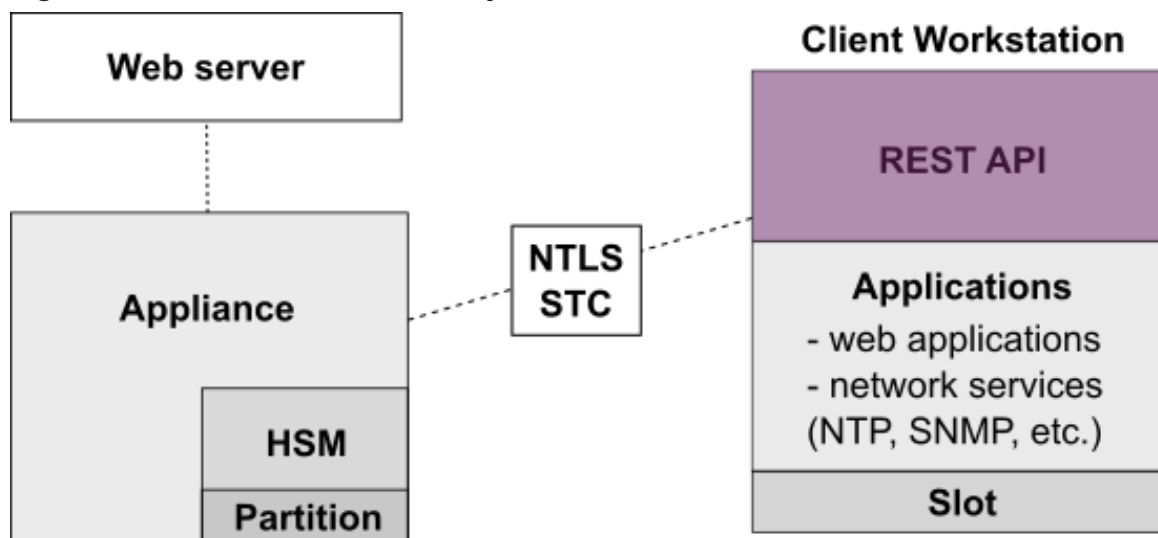 Web server
Appliance
HSM
Partition
NTLS
STC
Client Workstation
REST API
Applications
- web applications
- network services
(NTP, SNMP, etc.)
Slot